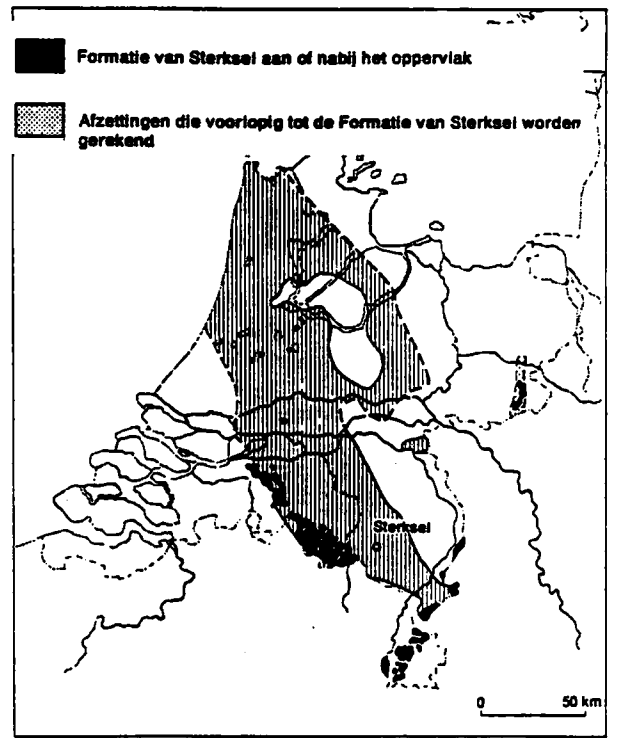 Formatie van Sterksel aan of nabij het oppervlak
Afzettingen die voorlopig tot de Formatie van Sterksel worden
gerekend
Sterksel
0 50 km